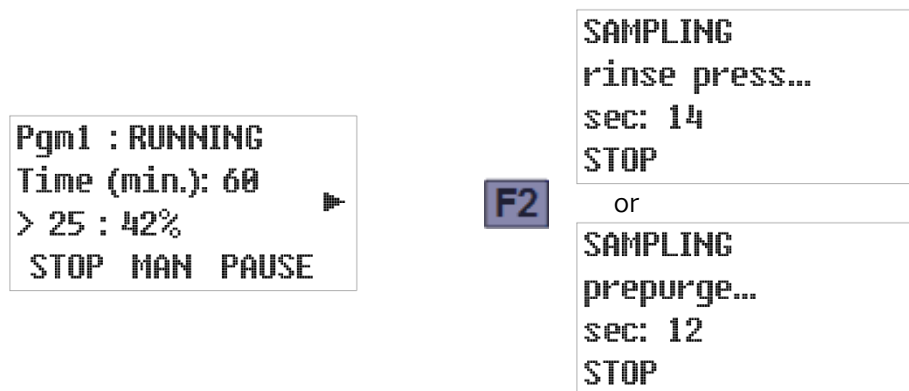 Pgm1 : RUNNING
Time (min.): 60
> 25 : 42%
STOP MAN PAUSE
F2
SAMPLING
rinse press...
sec: 14
STOP
or
SAMPLING
prepurge...
sec: 12
STOP